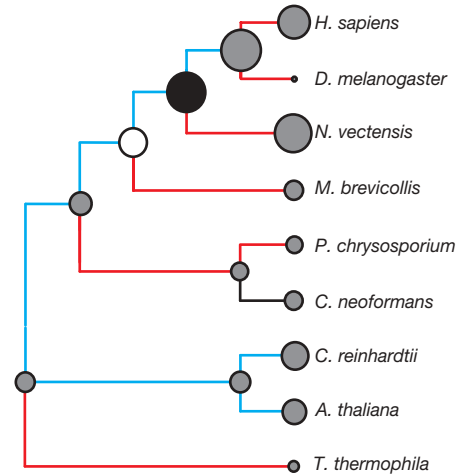 H. sapiens
D. melanogaster
N. vectensis
M. brevicollis
P. chrysosporium
C. neoformans
C. reinhardtii
A. thaliana
T. thermophila